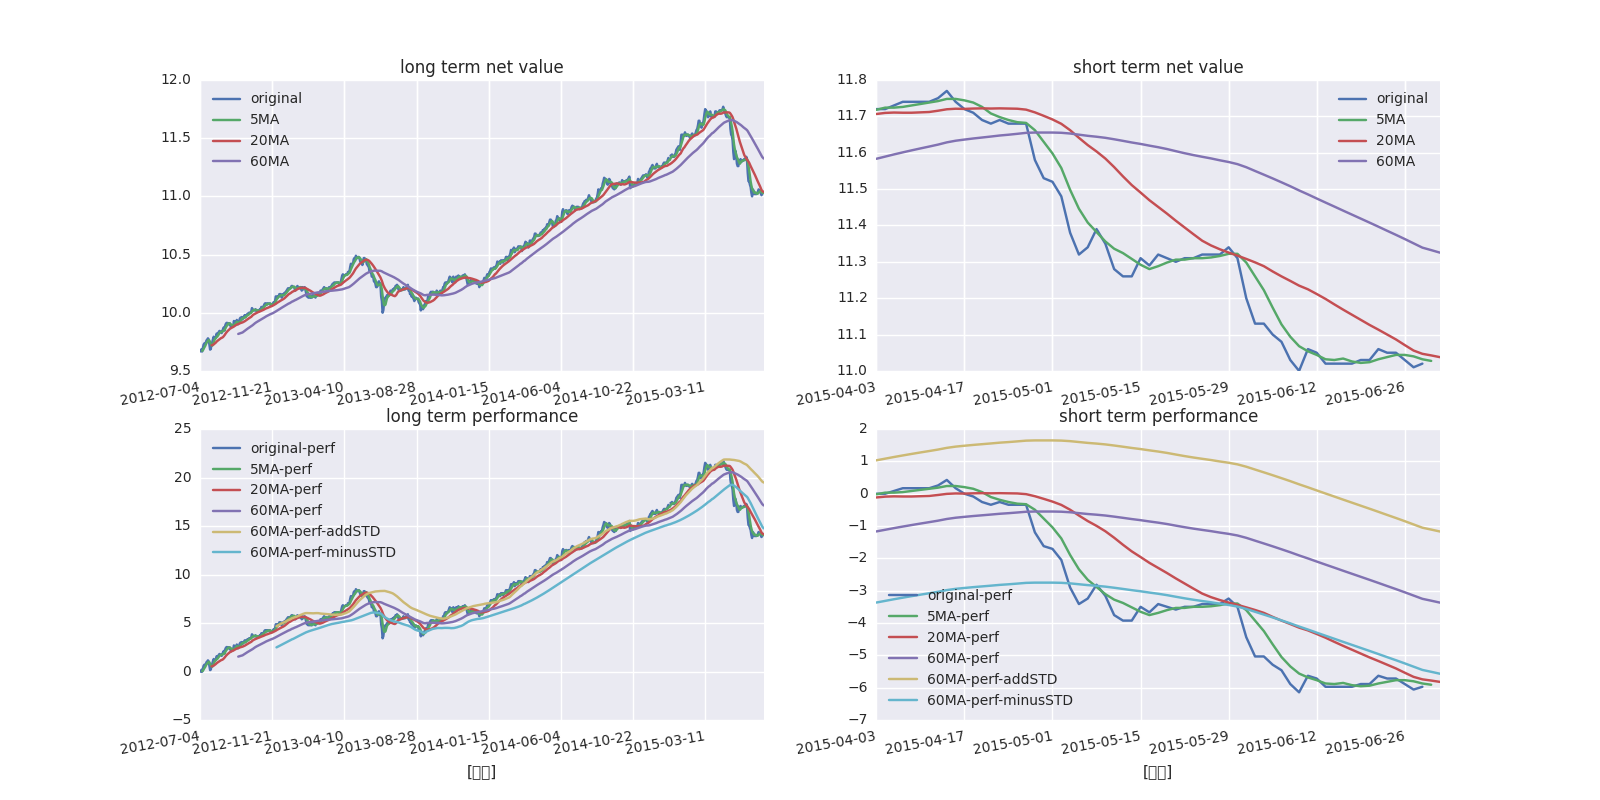 long term net value
12.0
11.5
11.0
10.5
10.0
9.5
original
5MA
20MA
60MA
2012-07-04 2012-11-21 2013-04-10 2013-08-28 2014-01-15 2014-06-04 2014-10-22 2015-03-11
short term net value
11.8
11.7
11.6
11.5
11.4
11.3
11.2
11.1
11.0
original
5MA
20MA
60MA
2015-04-03 2015-04-17 2015-05-01 2015-05-15 2015-05-29 2015-06-12 2015-06-26
long term performance
25
20
15
10
5
0
−5
original-perf
5MA-perf
20MA-perf
60MA-perf
60MA-perf-addSTD
60MA-perf-minusSTD
2012-07-04 2012-11-21 2013-04-10 2013-08-28 2014-01-15 2014-06-04 2014-10-22 2015-03-11
short term performance
2
1
0
−1
−2
−3
−4
−5
−6
−7
original-perf
5MA-perf
20MA-perf
60MA-perf
60MA-perf-addSTD
60MA-perf-minusSTD
2015-04-03 2015-04-17 2015-05-01 2015-05-15 2015-05-29 2015-06-12 2015-06-26